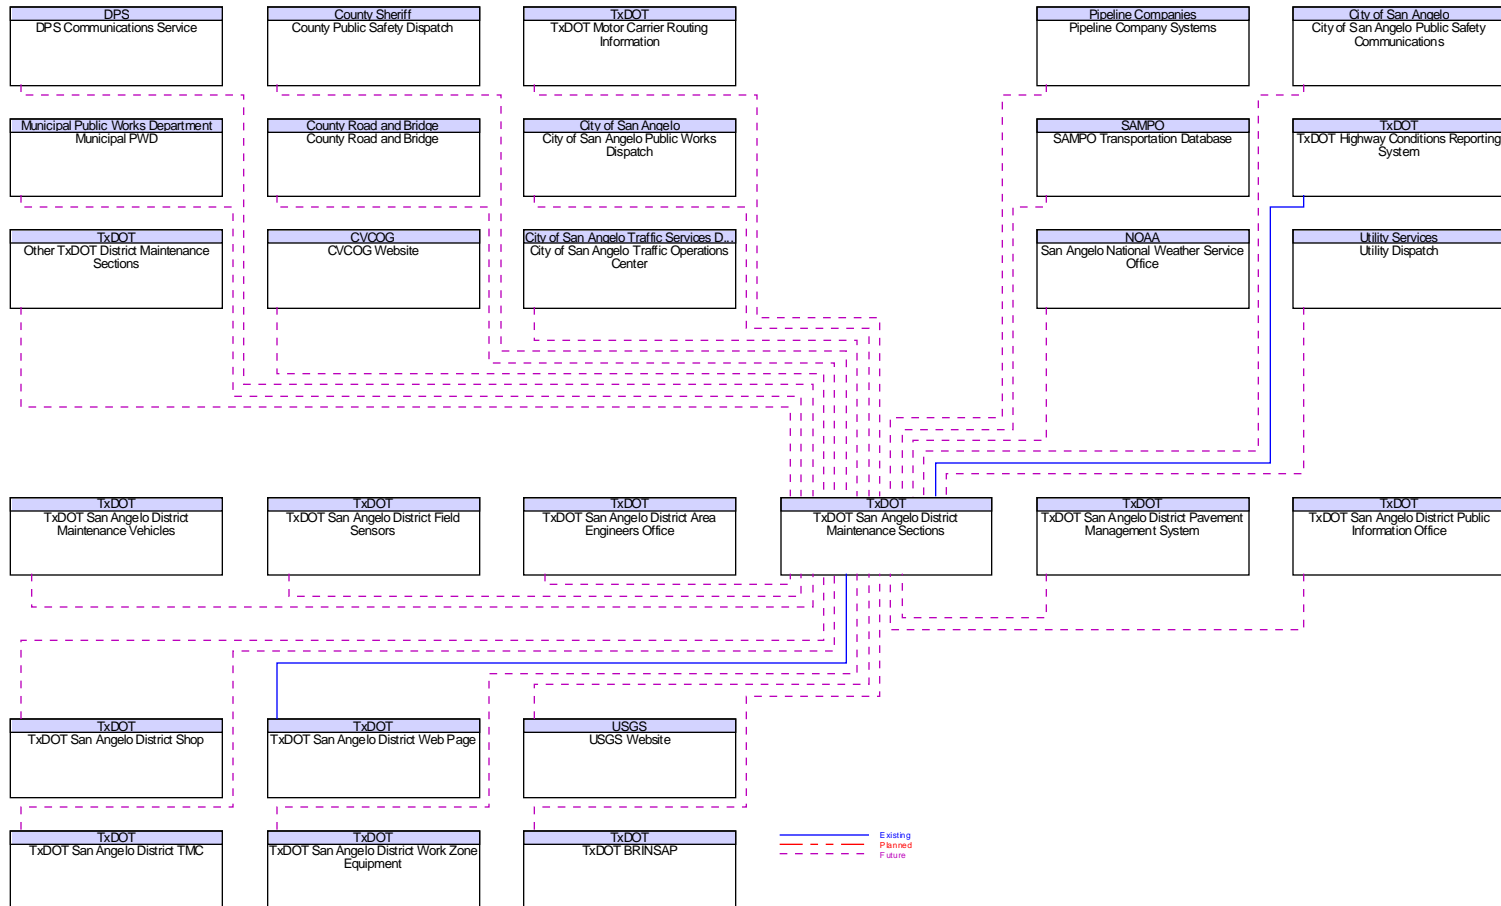 DPS
DPS Communications Service
County Sheriff
County Public Safety Dispatch
TxDOT
TxDOT Motor Carrier Routing
Information
Pipeline Companies
Pipeline Company Systems
City of San Angelo
City of San Angelo Public Safety
Communications
Municipal Public Works Department
Municipal PWD
County Road and Bridge
County Road and Bridge
City of San Angelo
City of San Angelo Public Works
Dispatch
SAMPO
SAMPO Transportation Database
TxDOT
TxDOT Highway Conditions Reporting
System
TxDOT
Other TxDOT District Maintenance
Sections
CVCOG
CVCOG Website
City of San Angelo Traffic Services D...
City of San Angelo Traffic Operations
Center
NOAA
San Angelo National Weather Service
Office
Utility Services
Utility Dispatch
TxDOT
TxDOT San Angelo District
Maintenance Vehicles
TxDOT
TxDOT San Angelo District Field
Sensors
TxDOT
TxDOT San Angelo District Area
Engineers Office
TxDOT
TxDOT San Angelo District
Maintenance Sections
TxDOT
TxDOT San Angelo District Pavement
Management System
TxDOT
TxDOT San Angelo District Public
Information Office
TxDOT
TxDOT San Angelo District Shop
TxDOT
TxDOT San Angelo District Web Page
USGS
USGS Website
TxDOT
TxDOT San Angelo District TMC
TxDOT
TxDOT San Angelo District Work Zone
Equipment
TxDOT
TxDOT BRINSAP
Existing
Planned
Future